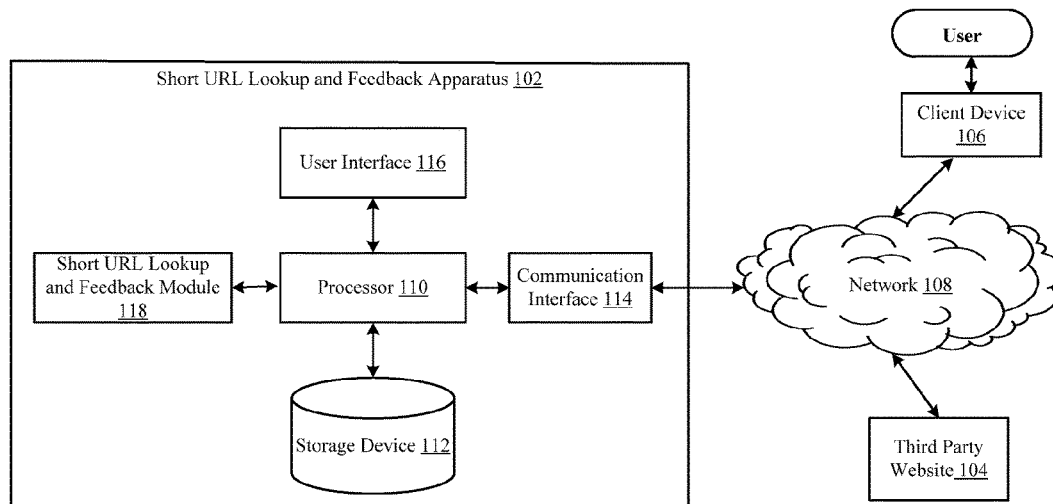 User
Short URL Lookup and Feedback Apparatus 102
Client Device
106
User Interface 116
Short URL Lookup
and Feedback Module
118
Processor 110
Communication
Interface 114
Network 108
Storage Device 112
Third Party
Website 104